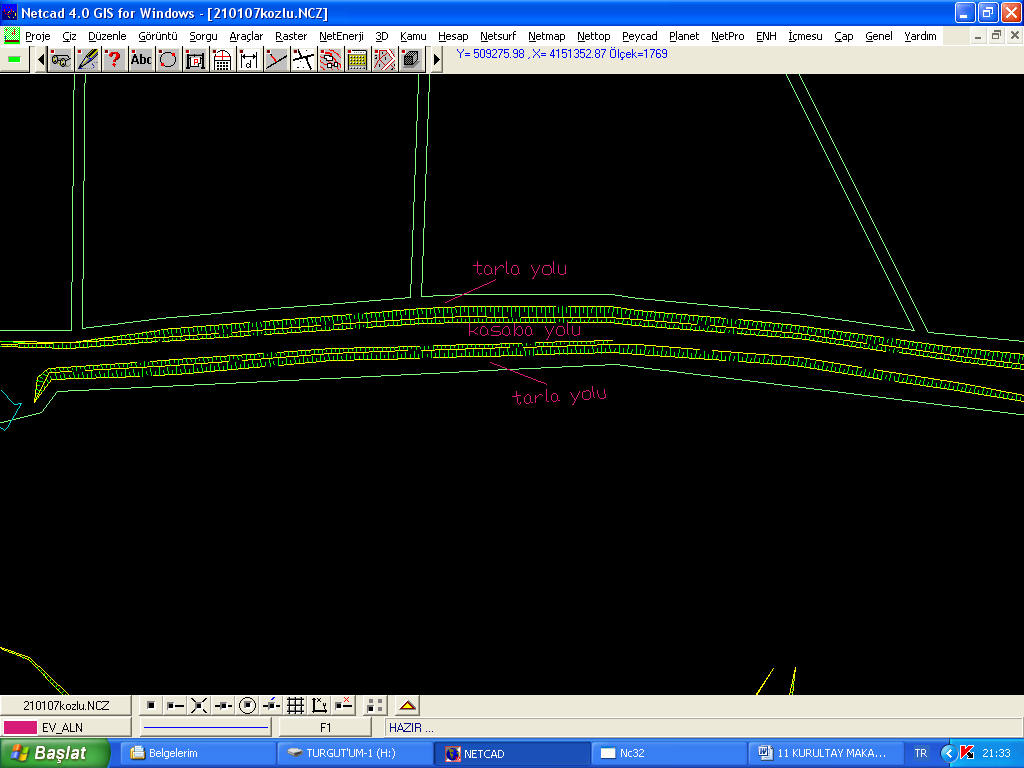 Netcad 4.0 GIS for Windows - [210107kozlu.NCZ]
Proje Çiz Düzenle Görüntü Sorgu Araçlar Raster NetEnerji 3D Kamu Hesap Netsurf Netmap Nettop Peycad Planet NetPro ENH İçmesu Çap Genel Yardım
Abc
Y= 509275.98 , X= 4151352.87 Ölçek=1769
tarla yolu
kasaba yolu
tarla yolu
210107kozlu.NCZ
EV_ALN
F1
HAZIR ...
Başlat
Belgelerim
TURGUT'UM-1 (H:)
NETCAD
Nc32
11 KURULTAY MAKA...
TR
21:33